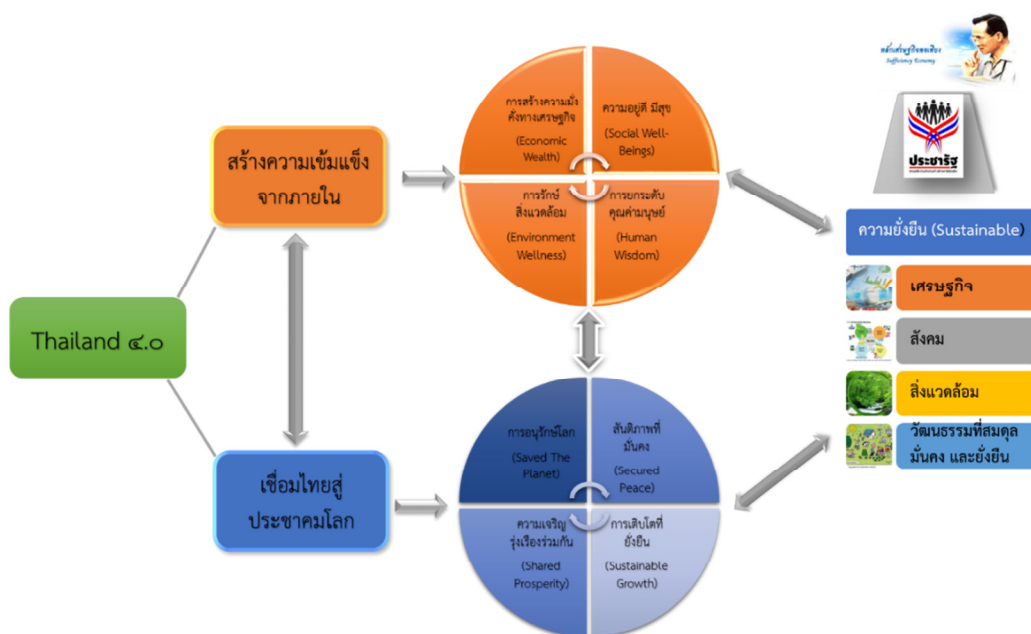 หลักเศรษฐกิจพอเพียง
Sufficiency Economy
ประชารัฐ
Thailand ๔.๐
สร้างความเข้มแข็ง
จากภายใน
เชื่อมไทยสู่
ประชาคมโลก
การสร้างความมั่ง
คั่งทางเศรษฐกิจ
(Economic
Wealth)
ความอยู่ดี มีสุข
(Social Well-
Beings)
การรักษ์
สิ่งแวดล้อม
(Environment
Wellness)
การยกระดับ
คุณค่ามนุษย์
(Human
Wisdom)
การอนุรักษ์โลก
(Saved The
Planet)
สันติภาพที่
มั่นคง
(Secured
Peace)
ความเจริญ
รุ่งเรืองร่วมกัน
(Shared
Prosperity)
การเติบโตที่
ยั่งยืน
(Sustainable
Growth)
ความยั่งยืน (Sustainable)
เศรษฐกิจ
สังคม
สิ่งแวดล้อม
วัฒนธรรมที่สมดุล
มั่นคง และยั่งยืน